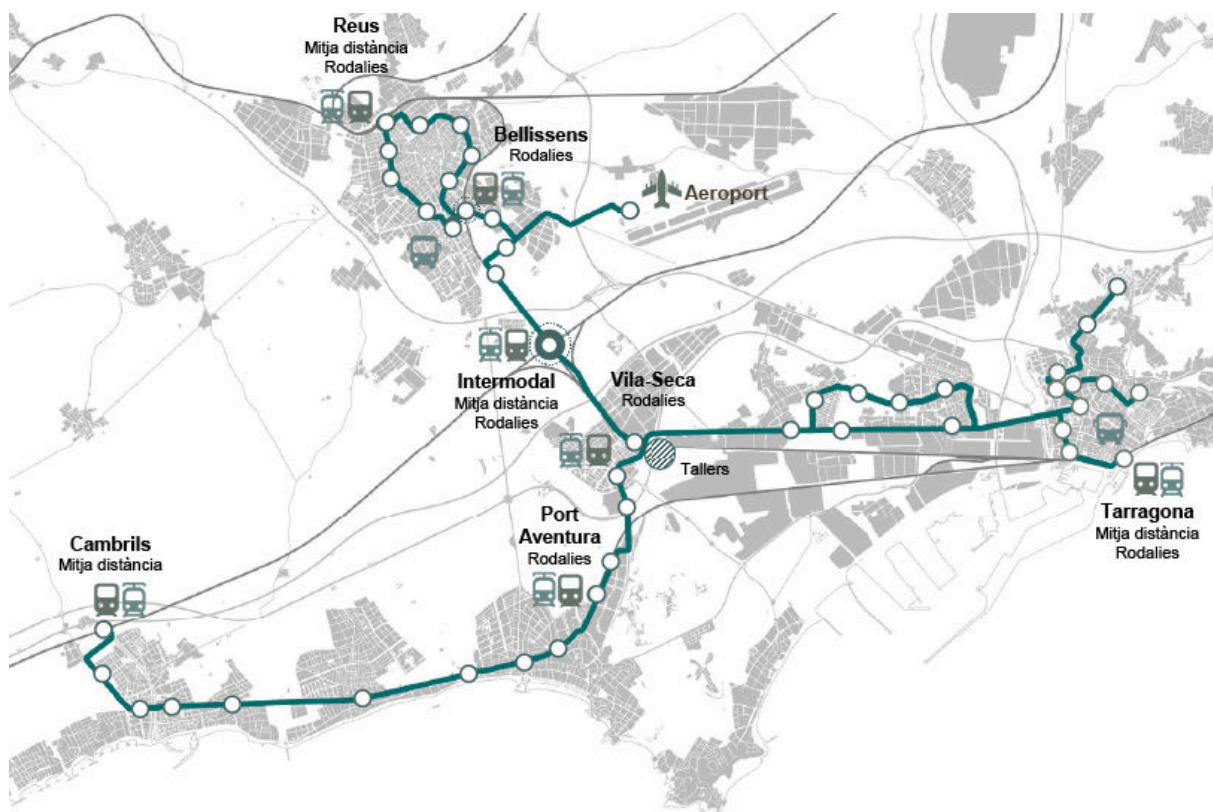 Reus
Mitja distància
Rodalies
Bellissens
Rodalies
Aeroport
Intermodal
Mitja distància
Rodalies
Vila-Seca
Rodalies
Tallers
Port
Aventura
Rodalies
Tarragona
Mitja distància
Rodalies
Cambrils
Mitja distància